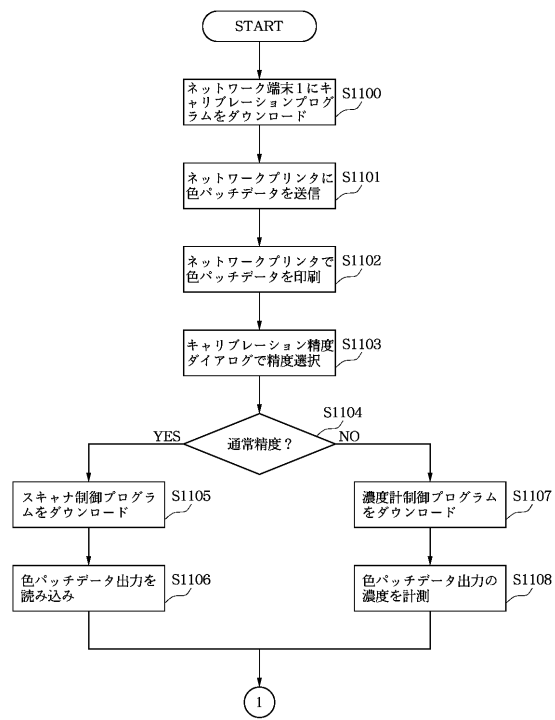 START
ネットワーク端末1にキ
ャリブレーションプログ
ラムをダウンロード
S1100
ネットワークプリンタに
色パッチデータを送信
S1101
ネットワークプリンタで
色パッチデータを印刷
S1102
キャリブレーション精度
ダイアログで精度選択
S1103
S1104
通常精度?
YES
NO
スキャナ制御プログラ
ムをダウンロード
S1105
濃度計制御プログラム
をダウンロード
S1107
色パッチデータ出力を
読み込み
S1106
色パッチデータ出力の
濃度を計測
S1108
1